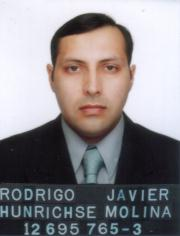 RODRIGO JAVIER
HUNRICHSE MOLINA
12 695 765-3